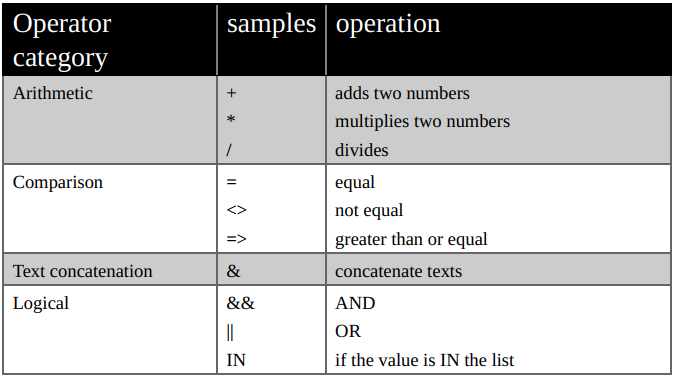 Operator category samples operation
Arithmetic + adds two numbers
* multiplies two numbers
/ divides
Comparison = equal
<> not equal
=> greater than or equal
Text concatenation & concatenate texts
Logical && AND
|| OR
IN if the value is IN the list